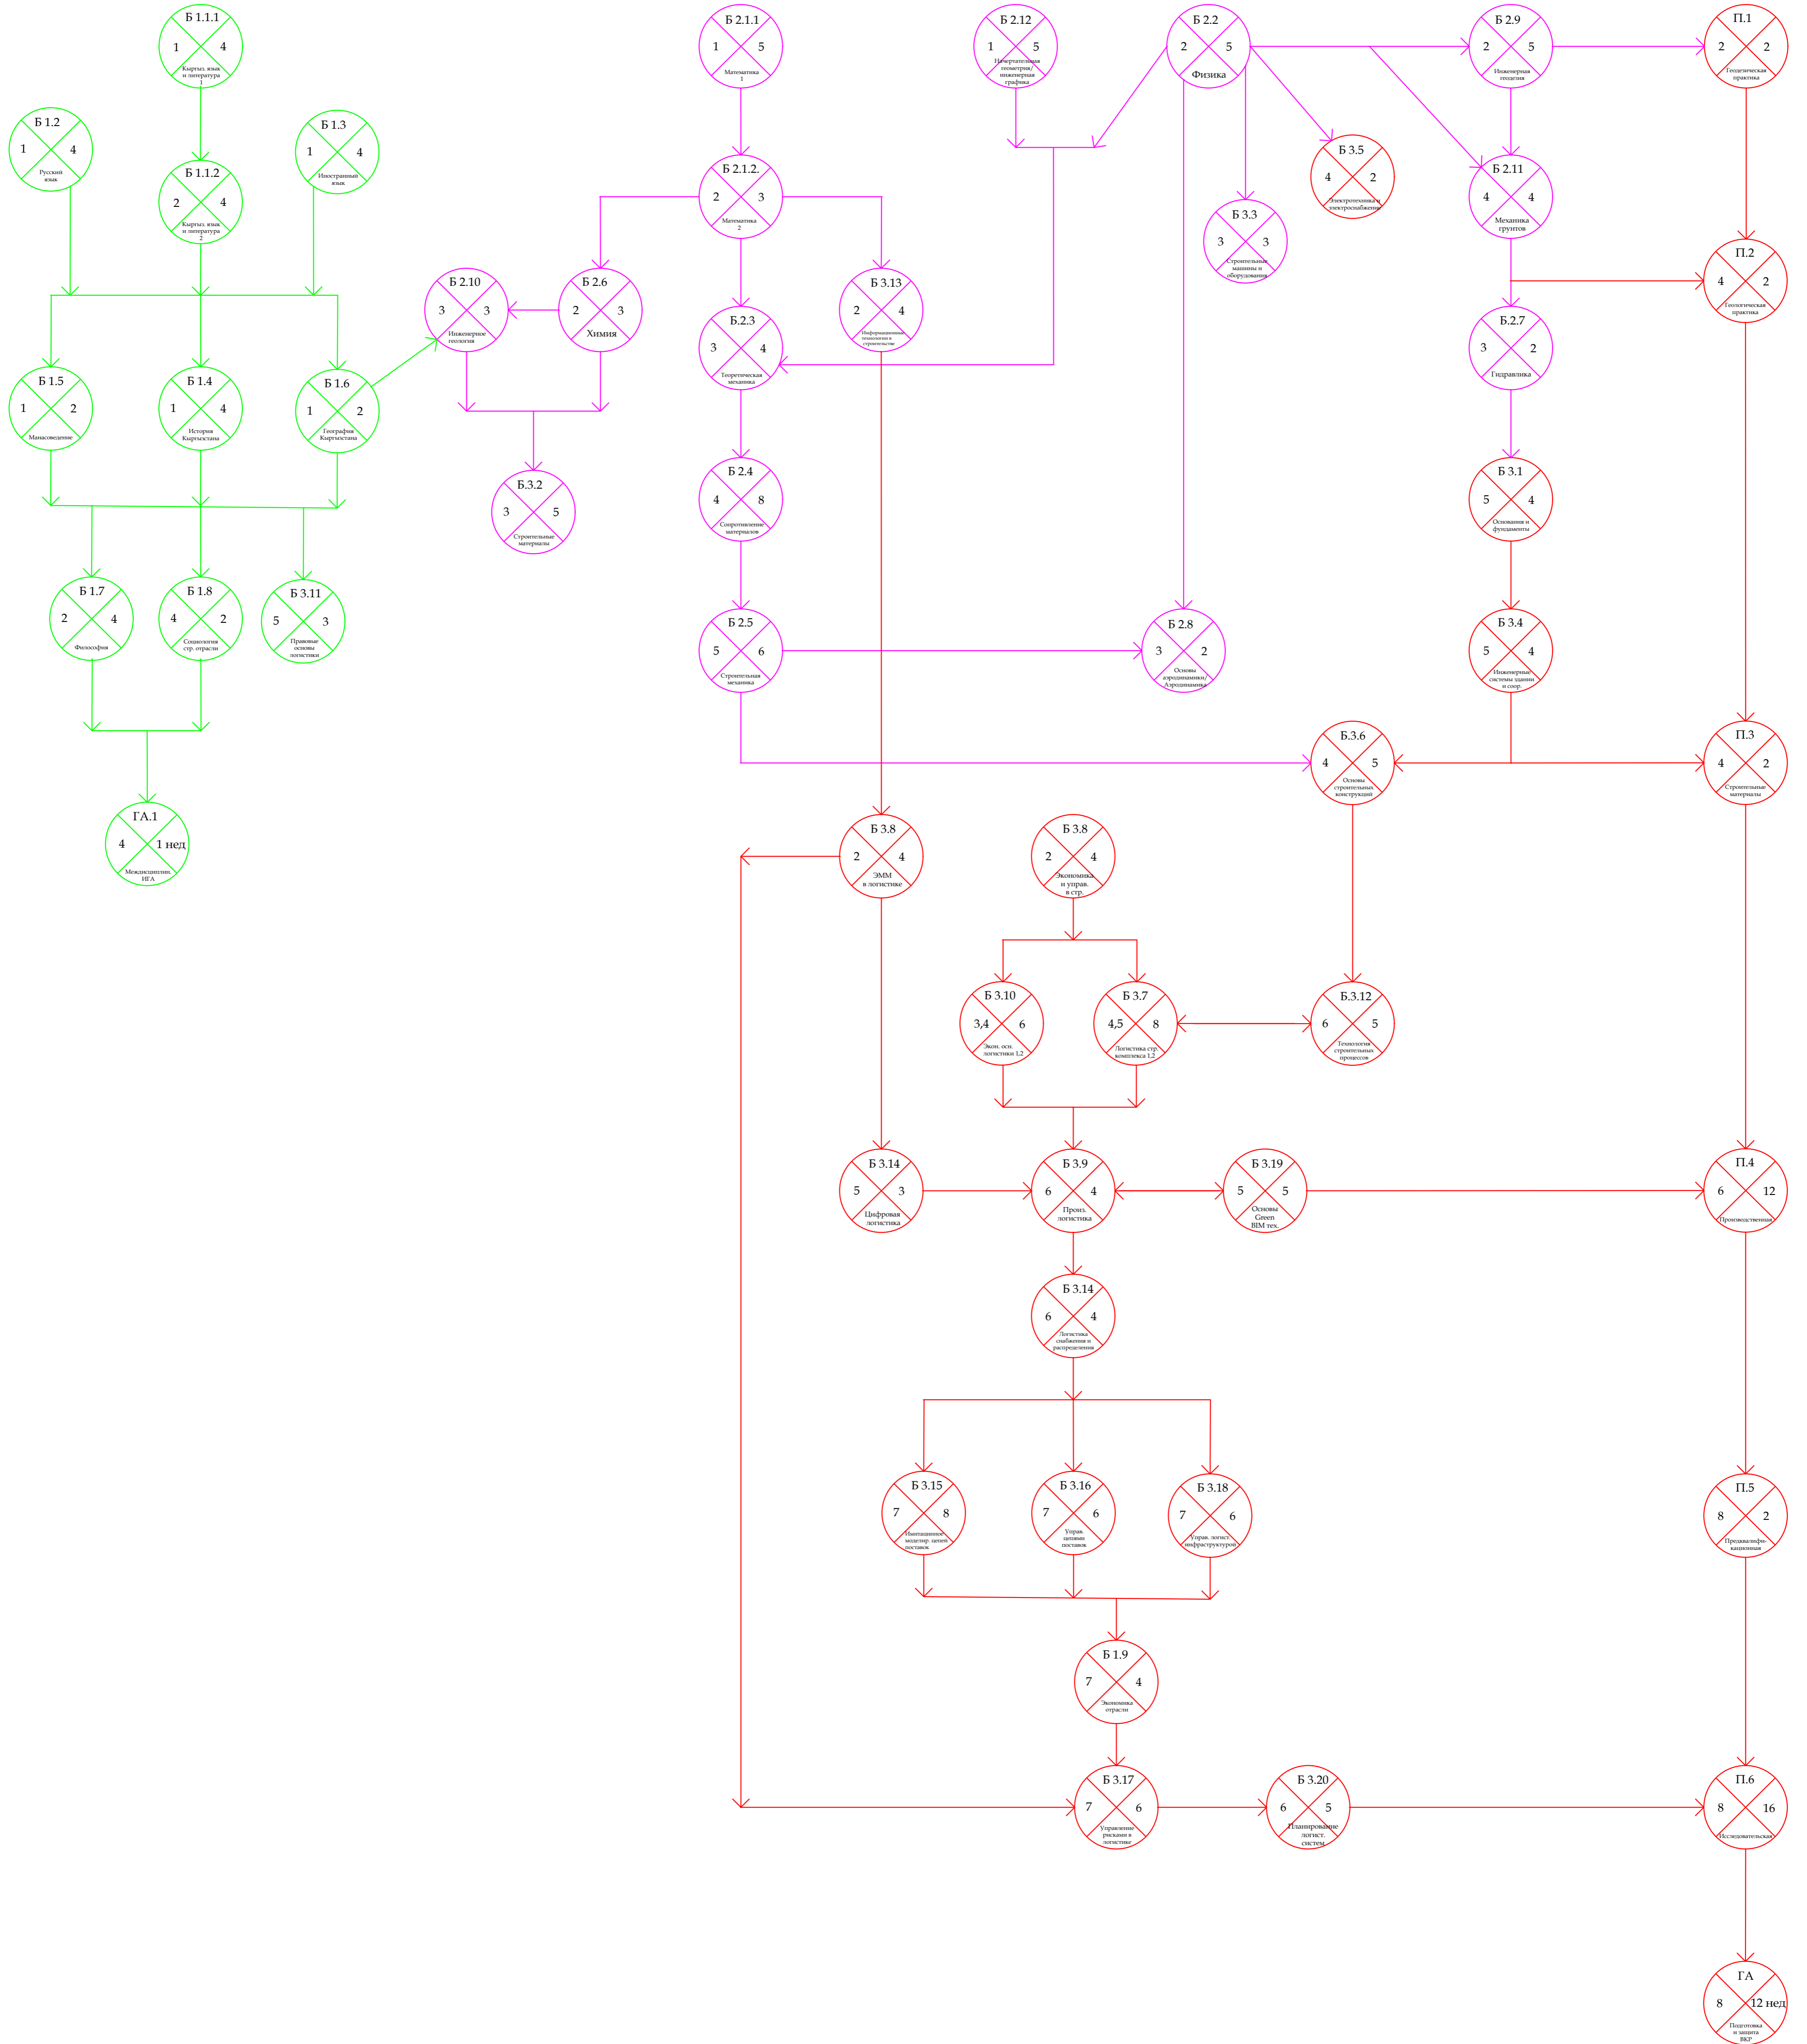 Б 1.1.1
1 4
Кыргыз. язык
и литература
1
Б 2.1.1
1 5
Математика
1
Б 2.12
1 5
Начертательная
геометрия/
инженерная
графика
Б 2.2
2 5
Физика
Б 2.9
2 5
Инженерная
геодезия
П.1
2 2
Геодезическая
практика
Б 1.2
1 4
Русский
язык
Б 1.3
1 4
Иностранный
язык
Б 1.1.2
2 4
Кыргыз. язык
и литература
2
Б 2.1.2.
2 3
Математика
2
Б 3.5
4 2
Электротехника и
электроснабжение
Б 2.11
4 4
Механика
грунтов
Б 3.3
3 3
Строительные
машины и
оборудования
П.2
4 2
Геологическая
практика
Б 2.10
3 3
Инженерное
геология
Б 2.6
2 3
Химия
Б 3.13
2 4
Информационные
технологии в
строительстве
Б.2.3
3 4
Теоретическая
механика
Б.2.7
3 2
Гидравлика
Б 1.5
1 2
Манасоведение
Б 1.4
1 4
История
Кыргызстана
Б 1.6
1 2
География
Кыргызстана
Б.3.2
3 5
Строительные
материалы
Б 2.4
4 8
Сопротивление
материалов
Б 3.1
5 4
Основания и
фундаменты
Б 1.7
2 4
Философия
Б 1.8
4 2
Социология
стр. отрасли
Б 3.11
5 3
Правовые
основы
логистики
Б 2.5
5 6
Строительная
механика
Б 2.8
3 2
Основы
аэродинамики/
Аэродинамика
Б 3.4
5 4
Инженерные
системы здании
и соор.
Б.3.6
4 5
Основы
строительных
конструкций
П.3
4 2
Строительные
материалы
ГА.1
4 1 нед
Междисциплин.
ИГА
Б 3.8
2 4
ЭММ
в логистике
Б 3.8
2 4
Экономика
и управ.
в стр.
Б 3.10
3,4 6
Экон. осн.
логистики 1,2
Б 3.7
4,5 8
Логистика стр.
комплекса 1,2
Б.3.12
6 5
Технология
строительных
процессов
Б 3.14
5 3
Цифровая
логистика
Б 3.9
6 4
Произ.
логистика
Б 3.19
5 5
Основы
Green
BIM тех.
П.4
6 12
Производственная
Б 3.14
6 4
Логистика
снабжения и
распределения
Б 3.15
7 8
Имитационное
моделир. цепей
поставок
Б 3.16
7 6
Управ.
цепями
поставок
Б 3.18
7 6
Управ. логист.
инфраструктурой
П.5
8 2
Предквалифи-
кационная
Б 1.9
7 4
Экономика
отрасли
Б 3.17
7 6
Управление
рисками в
логистике
Б 3.20
6 5
Планирование
логист.
систем
П.6
8 16
Исследовательская
ГА
8 12 нед
Подготовка
и защита
ВКР